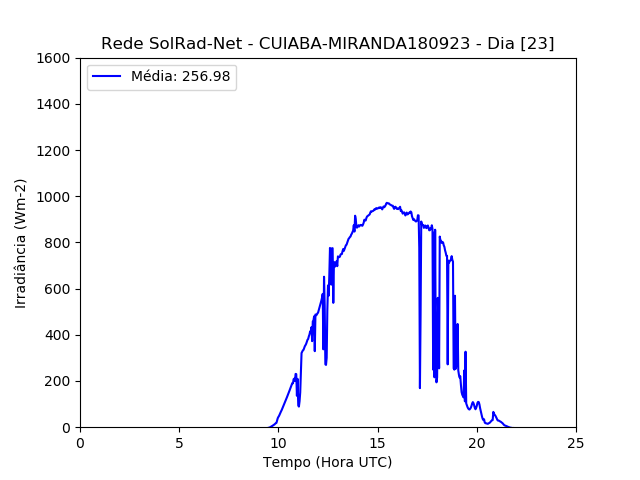 Rede SolRad-Net - CUIABA-MIRANDA180923 - Dia [23]
Média: 256.98
1600
1400
1200
1000
800
600
400
200
0
Irradiância (Wm-2)
0 5 10 15 20 25
Tempo (Hora UTC)